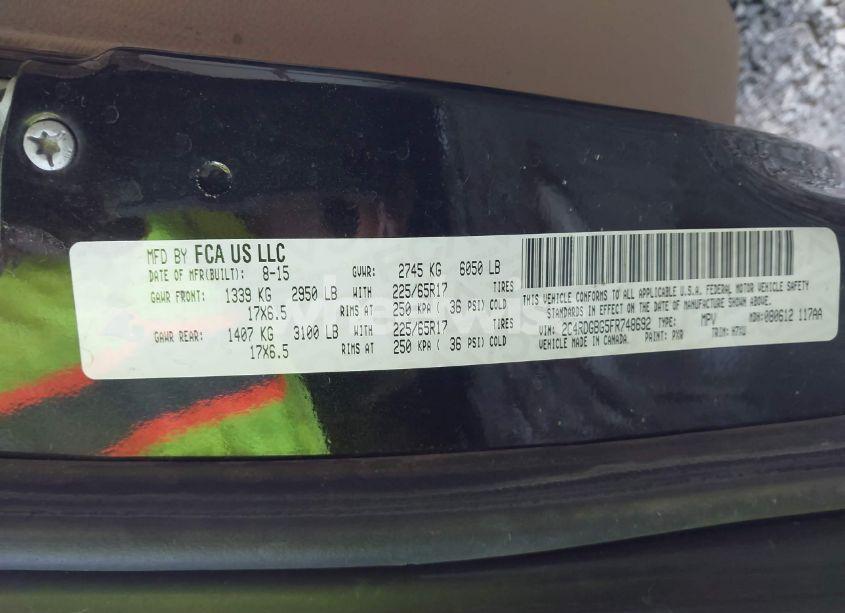 MFD BY FCA US LLC
DATE OF MFR(BUILT): 8-15 GVWR: 2745 KG 6050 LB
GAWR FRONT: 1339 KG 2950 LB WITH 225/65R17 TIRES
17X6.5 RIMS AT 250 KPA ( 36 PSI) COLD
GAWR REAR: 1407 KG 3100 LB WITH 225/65R17 TIRES
17X6.5 RIMS AT 250 KPA ( 36 PSI) COLD
THIS VEHICLE CONFORMS TO ALL APPLICABLE U.S.A. FEDERAL MOTOR VEHICLE SAFETY
STANDARDS IN EFFECT ON THE DATE OF MANUFACTURE SHOWN ABOVE.
VIN: 2C4RDGBG5FR748692 TYPE: MPV MDH: 080612 117AA
VEHICLE MADE IN CANADA. PAINT: PXR TRIM: